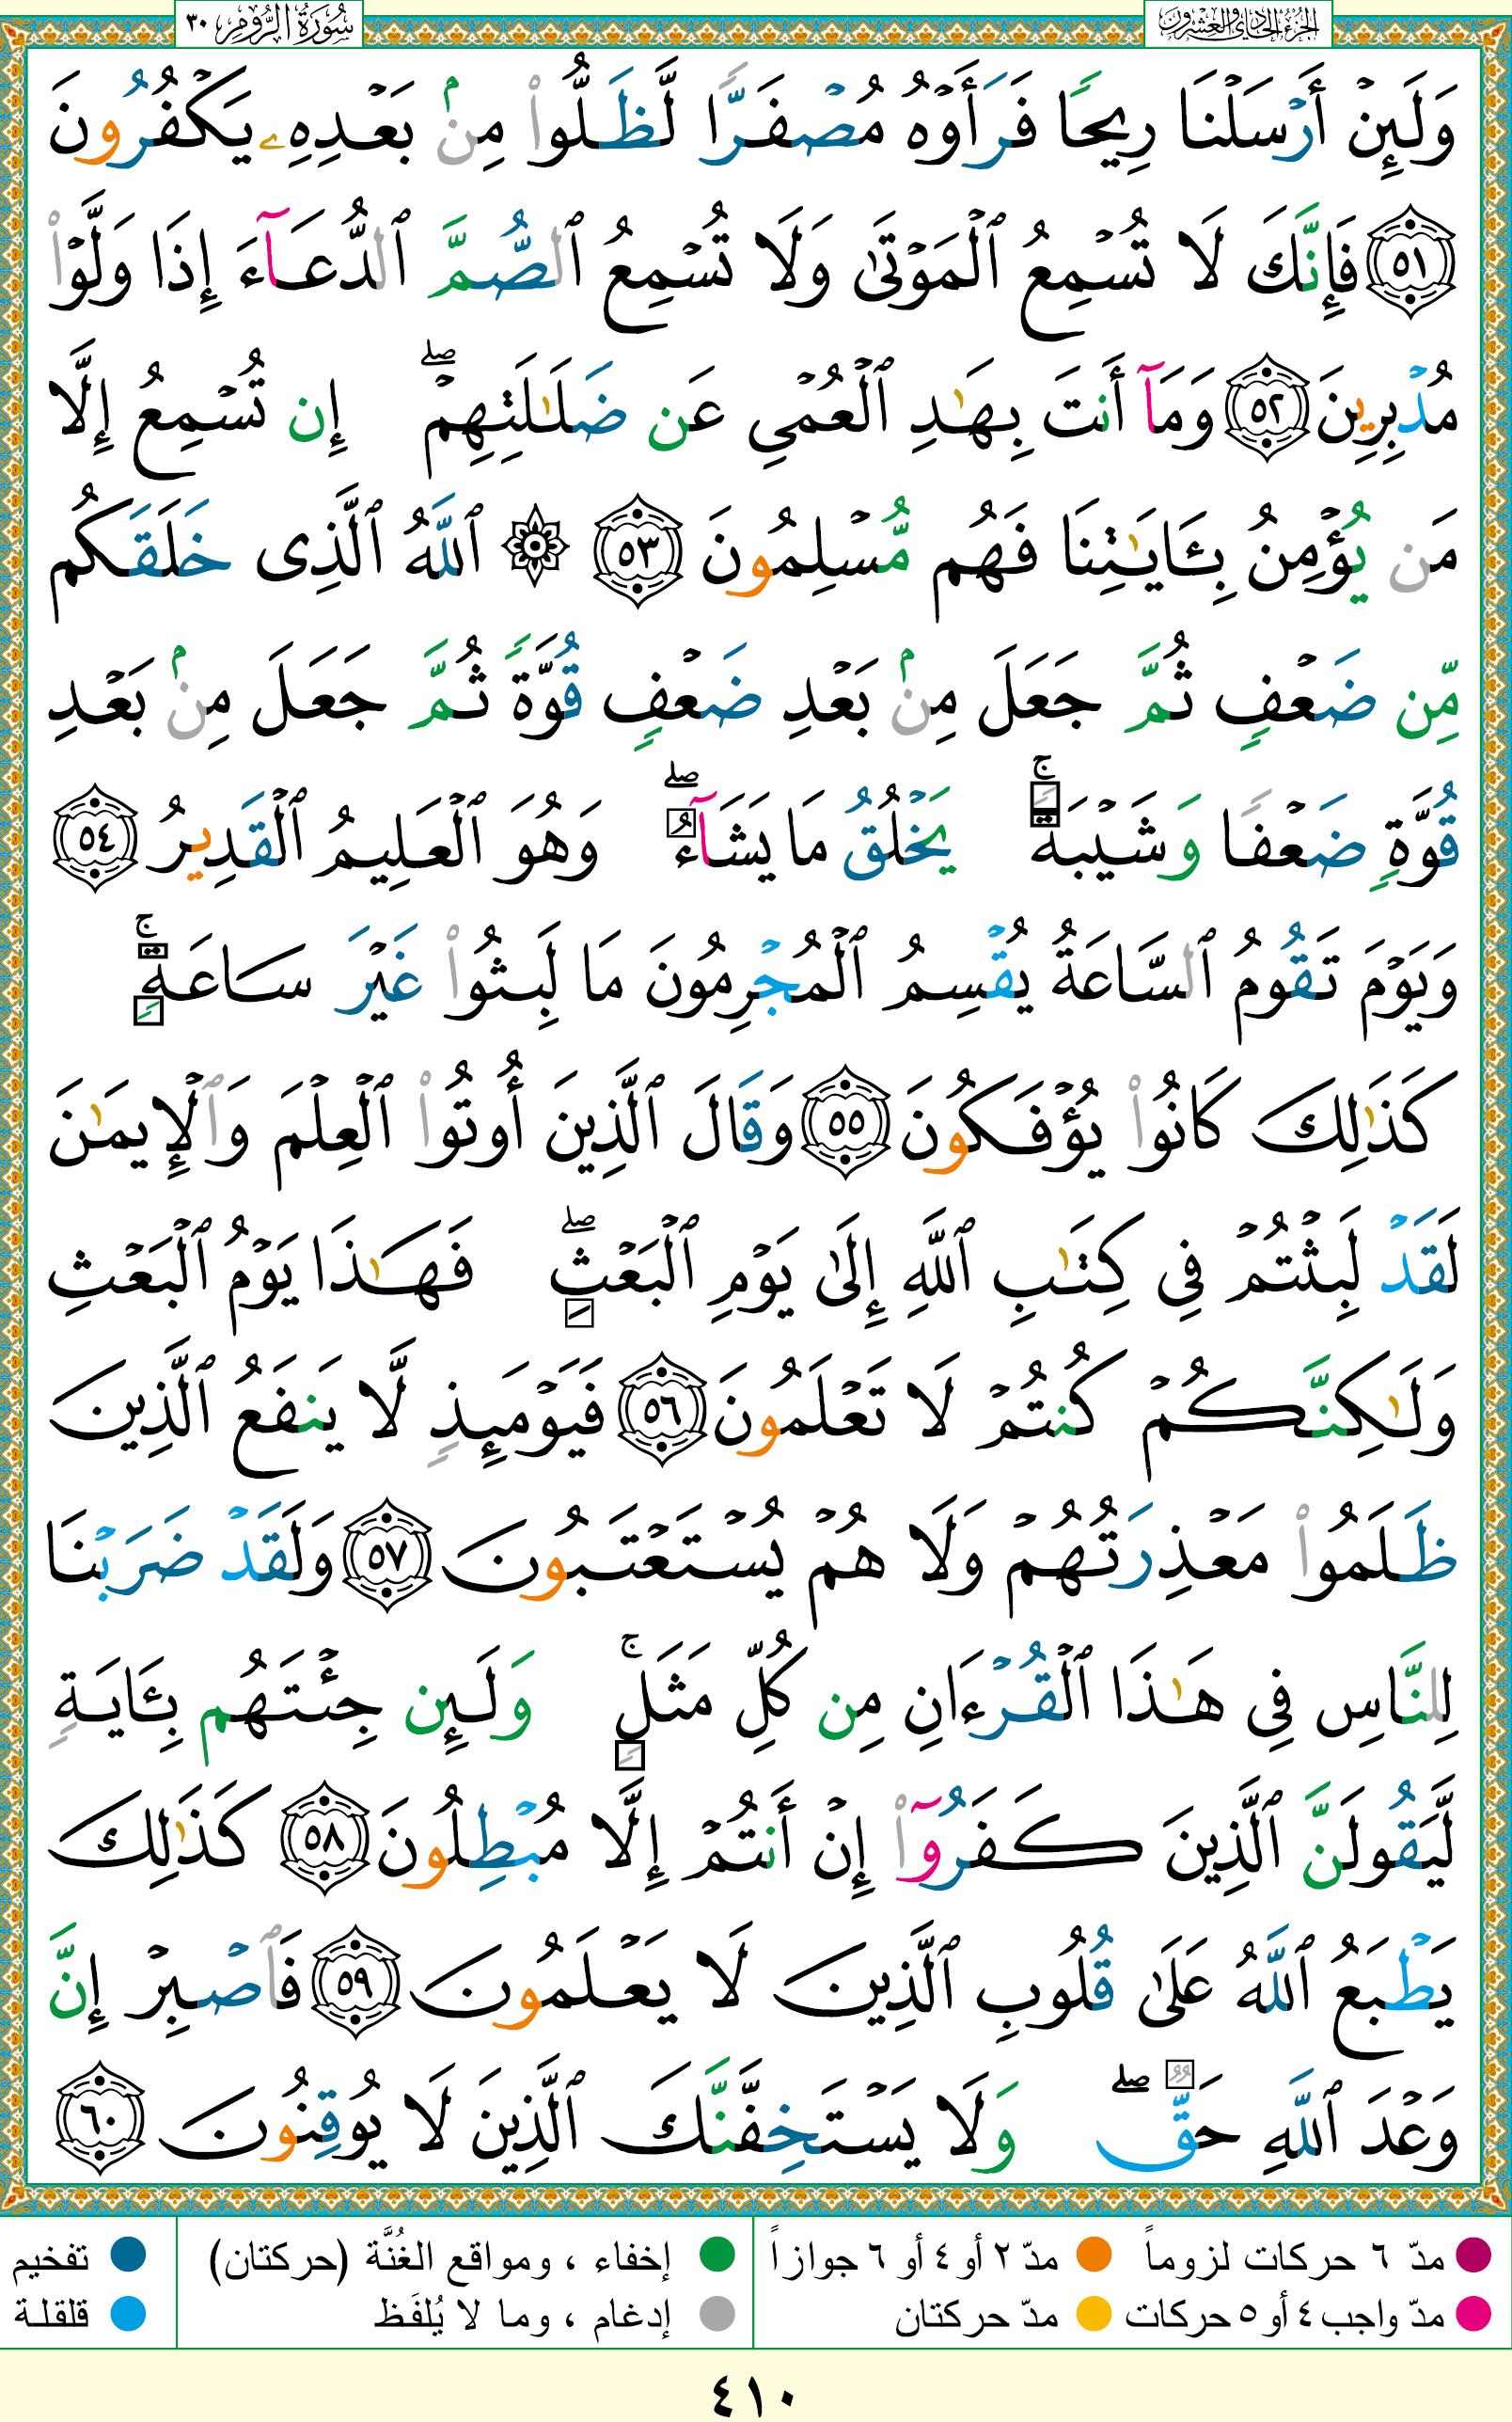 الجزء الحادي والعشرون
سورة الروم ٣٠
وَلَئِنْ أَرْسَلْنَا رِيحًا فَرَأَوْهُ مُصْفَرًّا لَّظَلُّوا۟ مِنۢ بَعْدِهِۦ يَكْفُرُونَ
٥١ فَإِنَّكَ لَا تُسْمِعُ ٱلْمَوْتَىٰ وَلَا تُسْمِعُ ٱلصُّمَّ ٱلدُّعَآءَ إِذَا وَلَّوْا۟
مُدْبِرِينَ ٥٢ وَمَآ أَنتَ بِهَـٰدِ ٱلْعُمْيِ عَن ضَلَـٰلَتِهِمْ ۖ إِن تُسْمِعُ إِلَّا
مَن يُؤْمِنُ بِـَٔايَـٰتِنَا فَهُم مُّسْلِمُونَ ٥٣ ۞ ٱللَّهُ ٱلَّذِى خَلَقَكُم
مِّن ضَعْفٍ ثُمَّ جَعَلَ مِنۢ بَعْدِ ضَعْفٍ قُوَّةً ثُمَّ جَعَلَ مِنۢ بَعْدِ
قُوَّةٍ ضَعْفًا وَشَيْبَةً ۚ يَخْلُقُ مَا يَشَآءُ ۖ وَهُوَ ٱلْعَلِيمُ ٱلْقَدِيرُ ٥٤
وَيَوْمَ تَقُومُ ٱلسَّاعَةُ يُقْسِمُ ٱلْمُجْرِمُونَ مَا لَبِثُوا۟ غَيْرَ سَاعَةٍ ۚ
كَذَٰلِكَ كَانُوا۟ يُؤْفَكُونَ ٥٥ وَقَالَ ٱلَّذِينَ أُوتُوا۟ ٱلْعِلْمَ وَٱلْإِيمَـٰنَ
لَقَدْ لَبِثْتُمْ فِى كِتَـٰبِ ٱللَّهِ إِلَىٰ يَوْمِ ٱلْبَعْثِ ۖ فَهَـٰذَا يَوْمُ ٱلْبَعْثِ
وَلَـٰكِنَّكُمْ كُنتُمْ لَا تَعْلَمُونَ ٥٦ فَيَوْمَئِذٍ لَّا يَنفَعُ ٱلَّذِينَ
ظَلَمُوا۟ مَعْذِرَتُهُمْ وَلَا هُمْ يُسْتَعْتَبُونَ ٥٧ وَلَقَدْ ضَرَبْنَا
لِلنَّاسِ فِى هَـٰذَا ٱلْقُرْءَانِ مِن كُلِّ مَثَلٍ ۚ وَلَئِن جِئْتَهُم بِـَٔايَةٍ
لَّيَقُولَنَّ ٱلَّذِينَ كَفَرُوٓا۟ إِنْ أَنتُمْ إِلَّا مُبْطِلُونَ ٥٨ كَذَٰلِكَ
يَطْبَعُ ٱللَّهُ عَلَىٰ قُلُوبِ ٱلَّذِينَ لَا يَعْلَمُونَ ٥٩ فَٱصْبِرْ إِنَّ
وَعْدَ ٱللَّهِ حَقٌّ ۖ وَلَا يَسْتَخِفَّنَّكَ ٱلَّذِينَ لَا يُوقِنُونَ ٦٠
مدّ ٦ حركات لزوماً مدّ ٢ أو ٤ أو ٦ جوازاً إخفاء ، ومواقع الغُنَّة (حركتان) تفخيم
مدّ واجب ٤ أو ٥ حركات مدّ حركتان إدغام ، وما لا يُلفَظ قلقلة
٤١٠